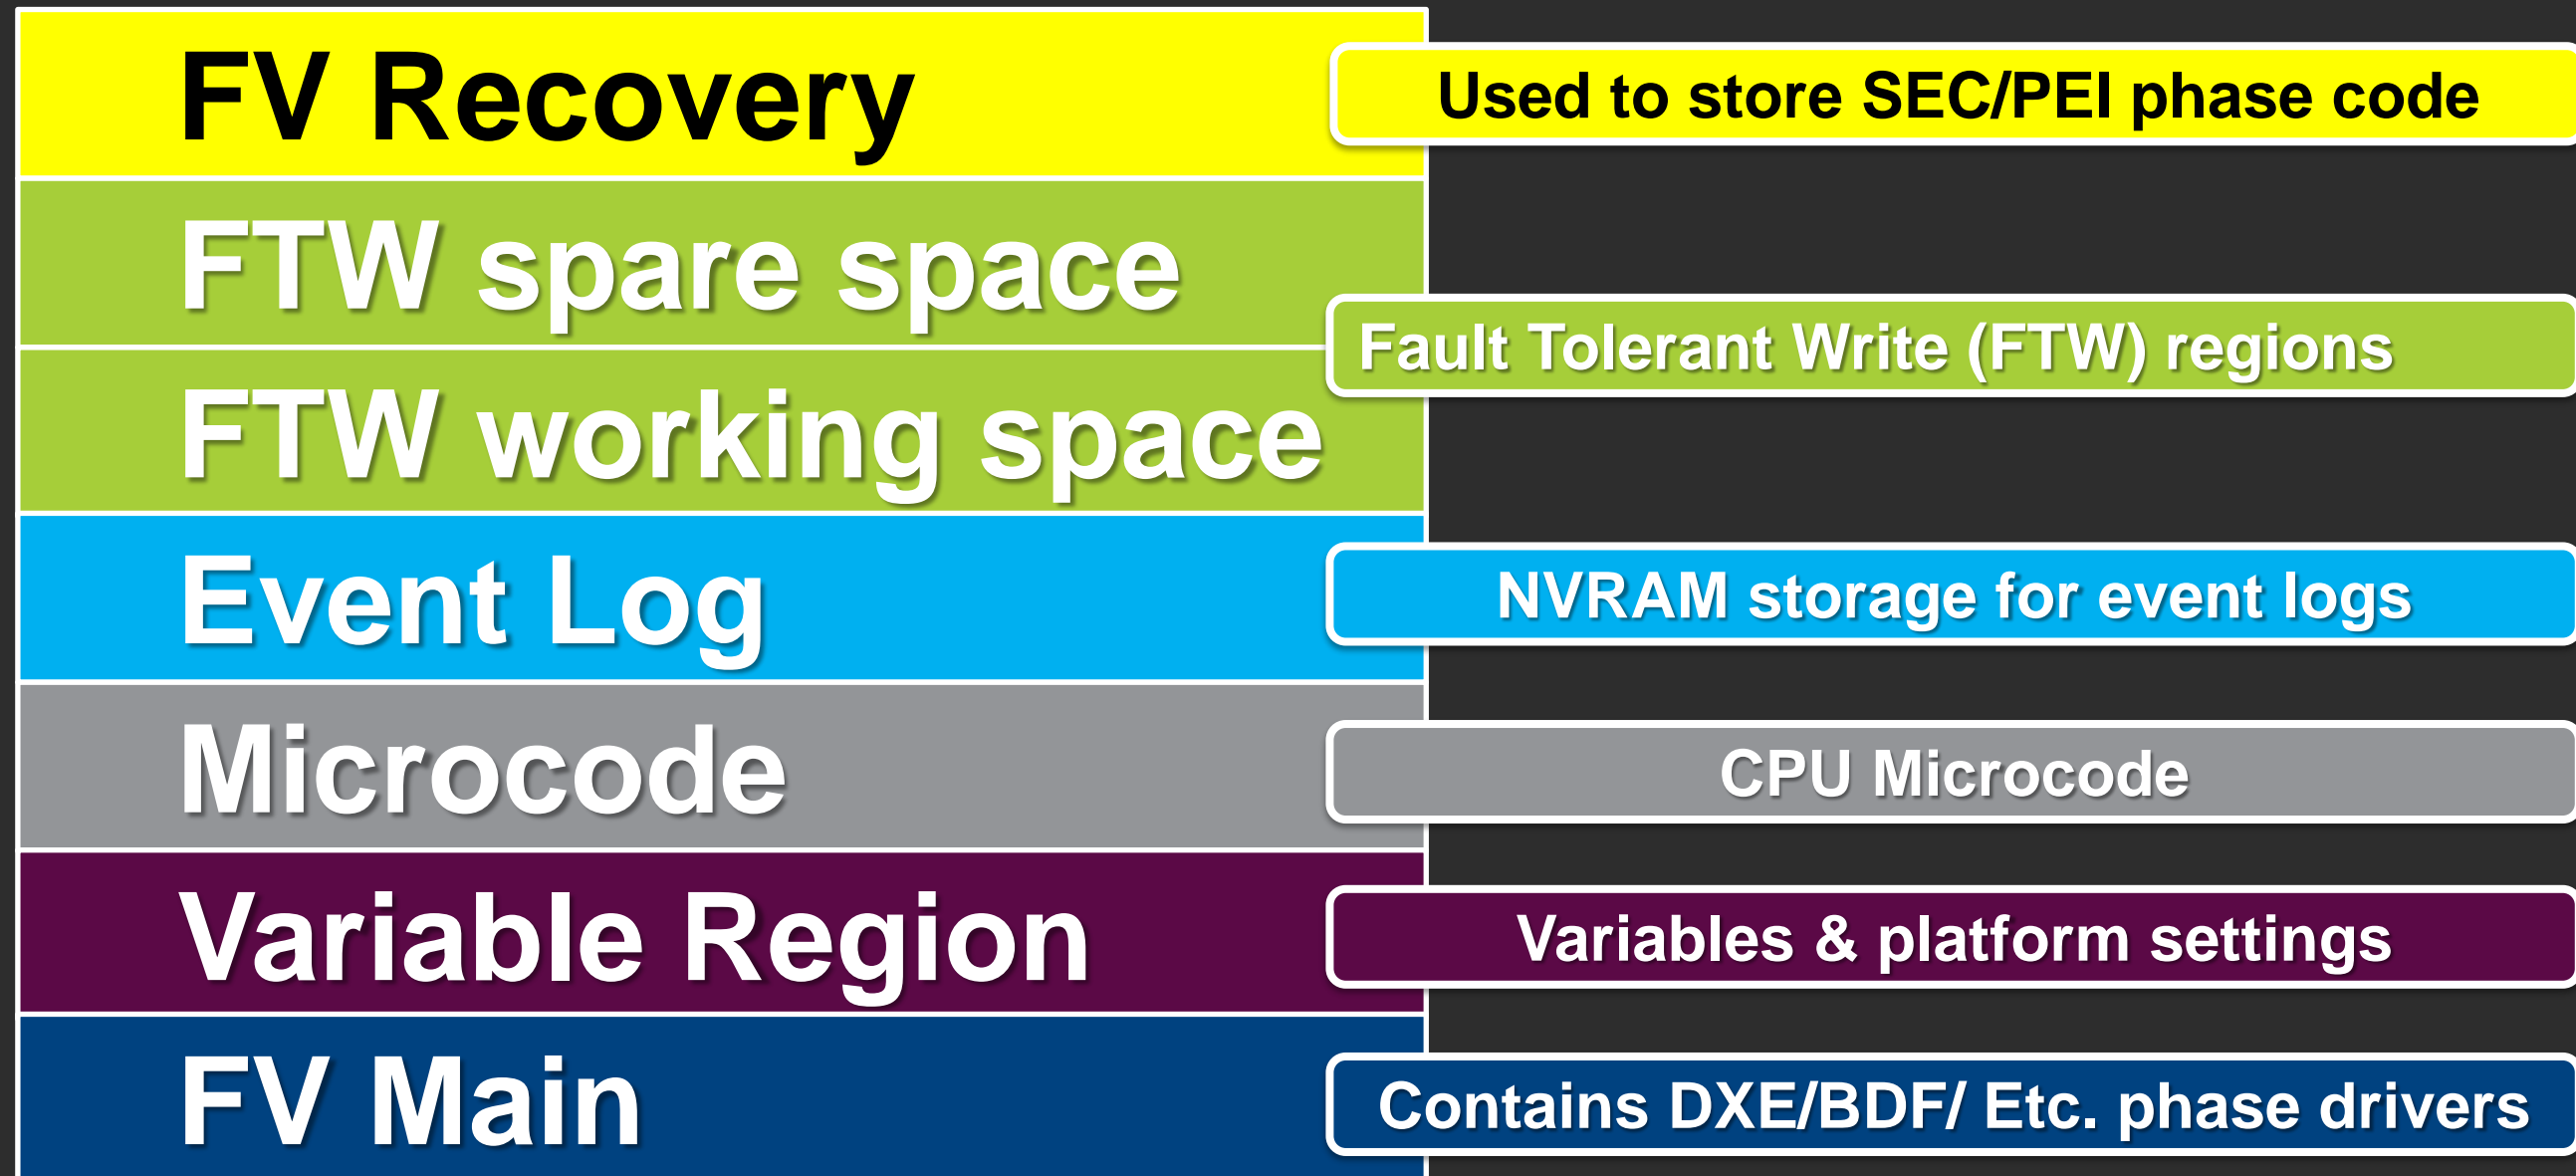 FV Recovery
Used to store SEC/PEI phase code
FTW spare space
Fault Tolerant Write (FTW) regions
FTW working space
Event Log
NVRAM storage for event logs
Microcode
CPU Microcode
Variable Region
Variables & platform settings
FV Main
Contains DXE/BDF/ Etc. phase drivers